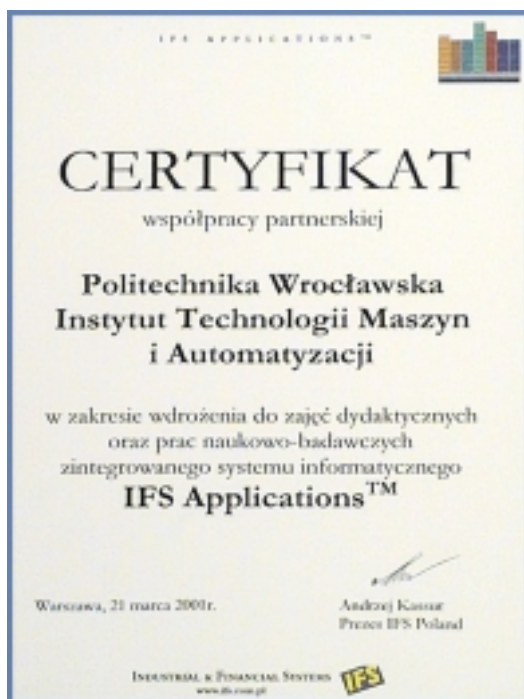 IFS APPLICATIONS™
CERTYFIKAT
współpracy partnerskiej
Politechnika Wrocławska
Instytut Technologii Maszyn
i Automatyzacji
w zakresie wdrożenia do zajęć dydaktycznych
oraz prac naukowo-badawczych
zintegrowanego systemu informatycznego
IFS Applications™
Warszawa, 21 marca 2001r.
Andrzej
Prezes IFS Poland
INDUSTRIAL & FINANCIAL SYSTEMS IFS
www.ifs.com.pl